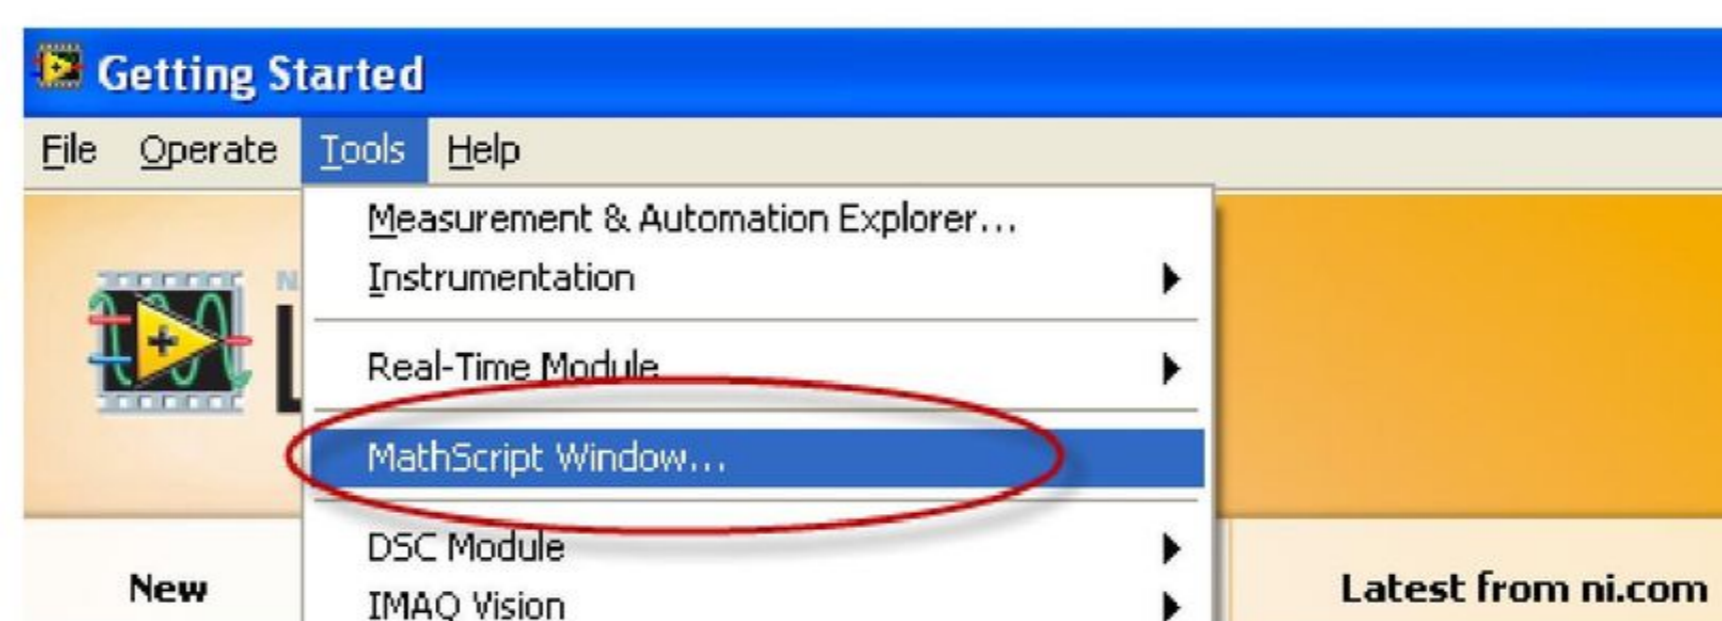 Getting Started
File Operate Tools Help
Measurement & Automation Explorer...
Instrumentation
Real-Time Module
MathScript Window...
DSC Module
IMAQ Vision
New
Latest from ni.com